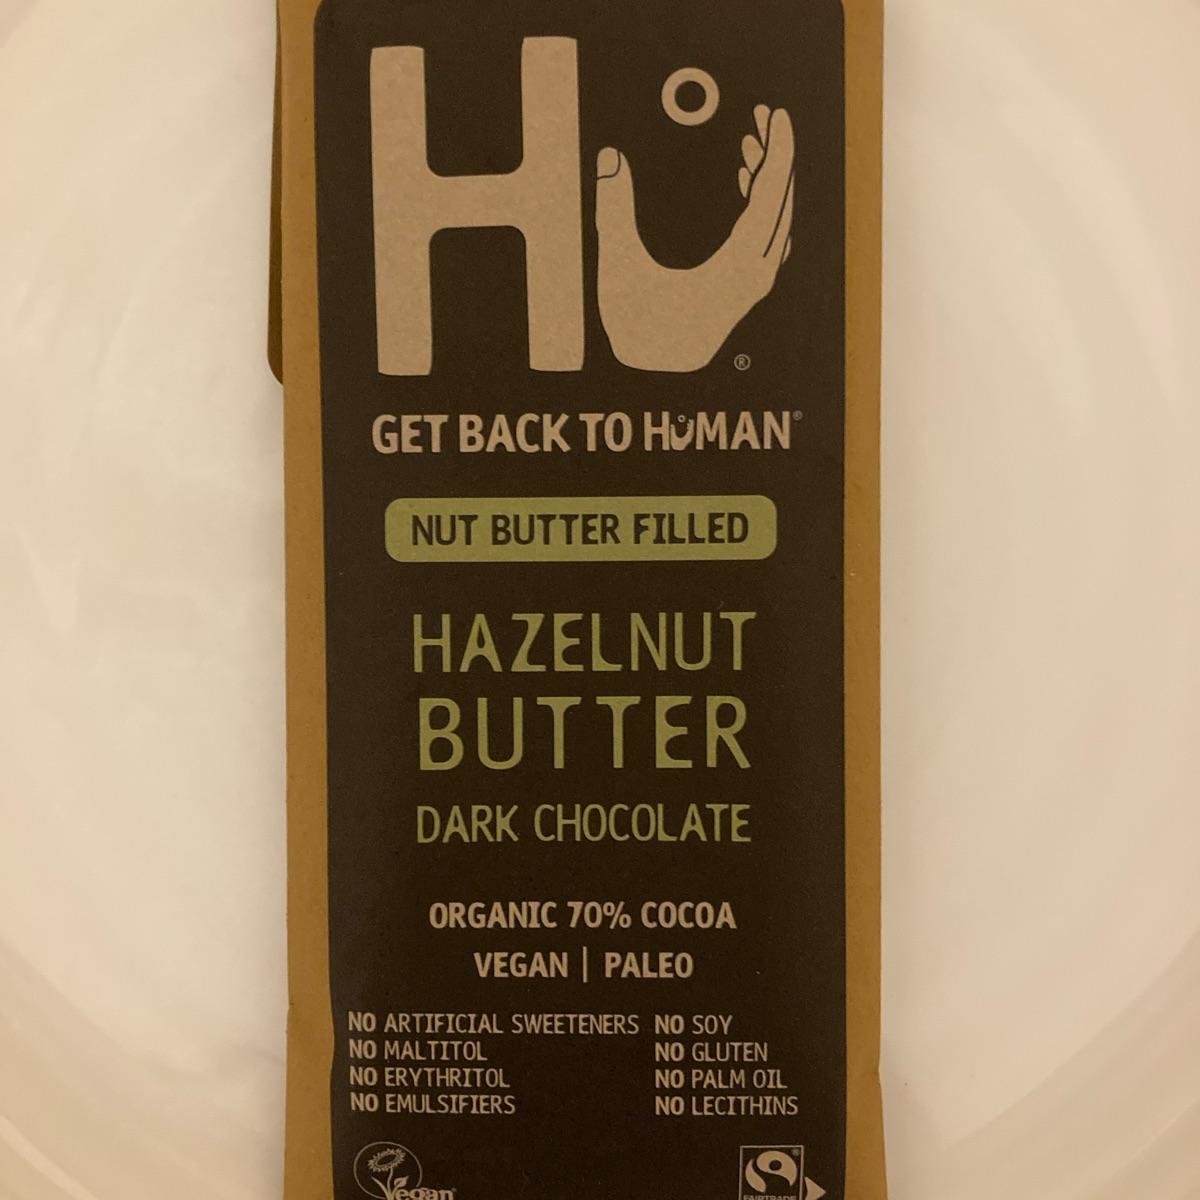 Hu®
GET BACK TO HUMAN®
NUT BUTTER FILLED
HAZELNUT
BUTTER
DARK CHOCOLATE
ORGANIC 70% COCOA
VEGAN | PALEO
NO ARTIFICIAL SWEETENERS NO SOY
NO MALTITOL NO GLUTEN
NO ERYTHRITOL NO PALM OIL
NO EMULSIFIERS NO LECITHINS
Vegan FAIRTRADE